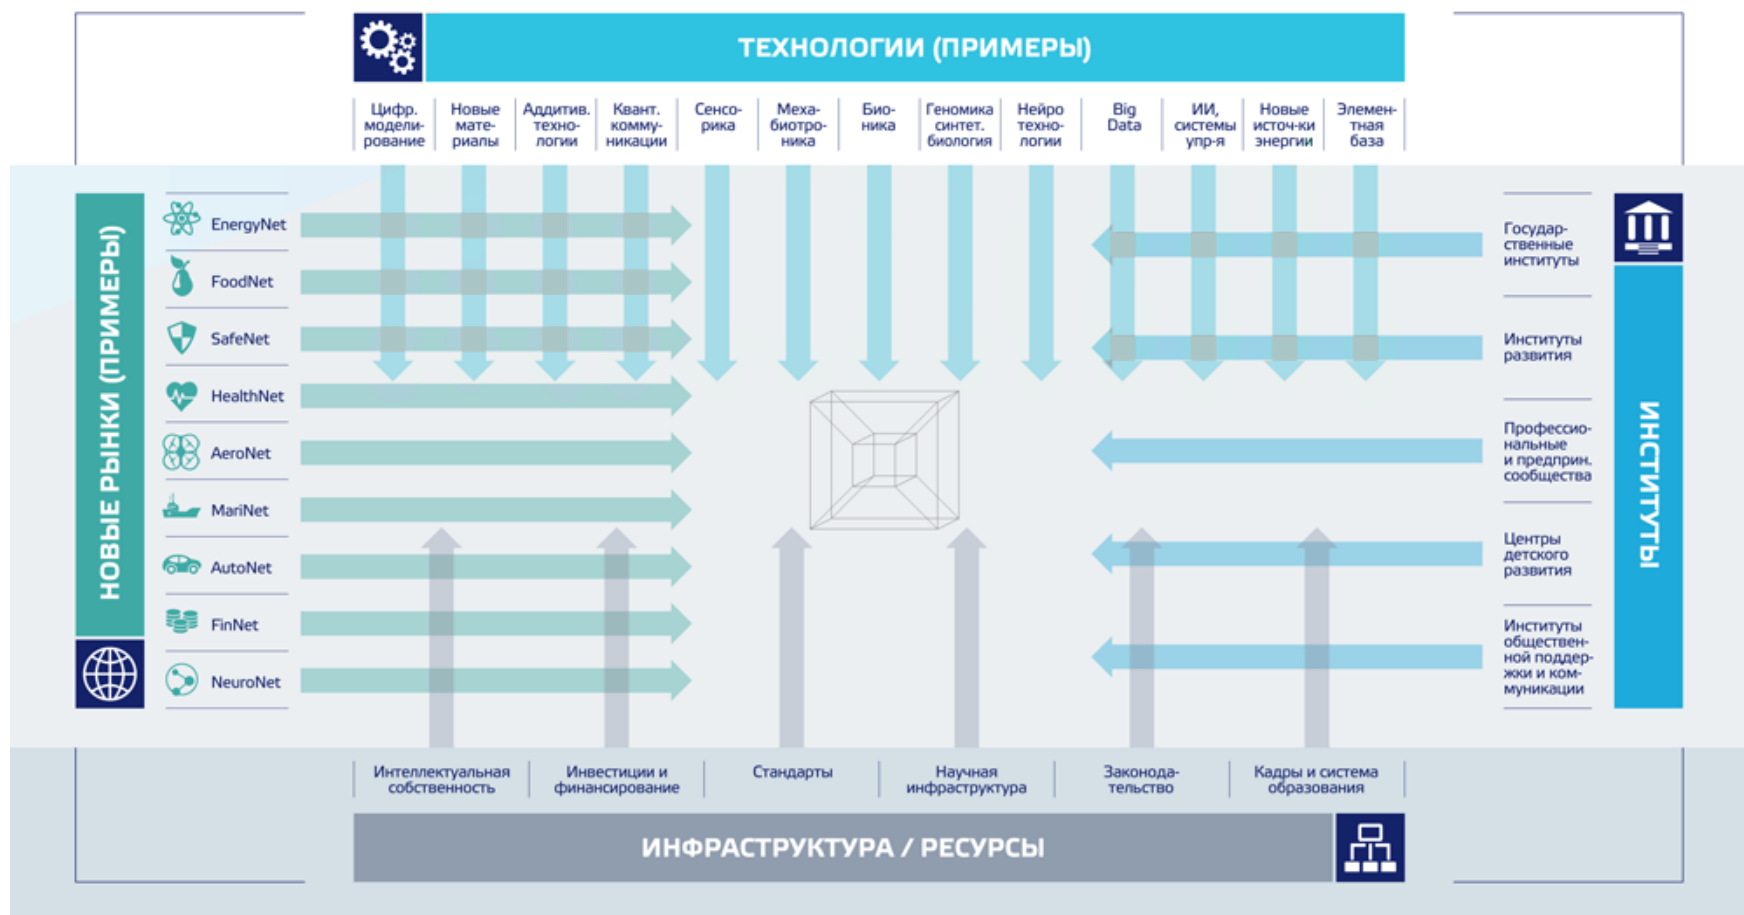 ТЕХНОЛОГИИ (ПРИМЕРЫ)
Цифр.
модели-
рование
Новые
мате-
риалы
Аддитив.
техно-
логии
Квант.
комму-
никации
Сенсо-
рика
Меха-
биотро-
ника
Био-
ника
Геномика
синтет.
биология
Нейро
техно-
логии
Big
Data
ИИ,
системы
упр-я
Новые
источ-ки
энергии
Элемен-
тная
база
НОВЫЕ РЫНКИ (ПРИМЕРЫ)
EnergyNet
FoodNet
SafeNet
HealthNet
AeroNet
MariNet
AutoNet
FinNet
NeuroNet
Государ-
ственные
институты
Институты
развития
Профессио-
нальные
и предприн.
сообщества
Центры
детского
развития
Институты
обществен-
ной поддер-
жки и ком-
муникации
ИНСТИТУТЫ
Интеллектуальная
собственность
Инвестиции и
финансирование
Стандарты
Научная
инфраструктура
Законода-
тельство
Кадры и система
образования
ИНФРАСТРУКТУРА / РЕСУРСЫ